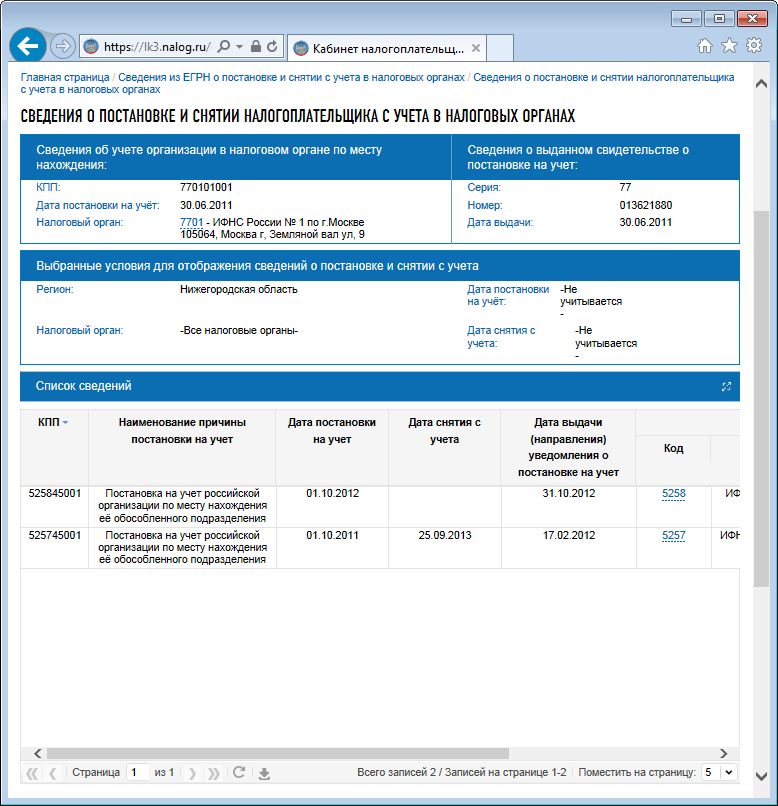 https://lk3.nalog.ru/
Кабинет налогоплательщ...
Главная страница / Сведения из ЕГРН о постановке и снятии с учета в налоговых органах / Сведения о постановке и снятии налогоплательщика
с учета в налоговых органах
СВЕДЕНИЯ О ПОСТАНОВКЕ И СНЯТИИ НАЛОГОПЛАТЕЛЬЩИКА С УЧЕТА В НАЛОГОВЫХ ОРГАНАХ
Сведения об учете организации в налоговом органе по месту
нахождения:
КПП: 770101001
Дата постановки на учёт: 30.06.2011
Налоговый орган: 7701 - ИФНС России № 1 по г.Москве
105064, Москва г, Земляной вал ул, 9
Сведения о выданном свидетельстве о
постановке на учет:
Серия: 77
Номер: 013621880
Дата выдачи: 30.06.2011
Выбранные условия для отображения сведений о постановке и снятии с учета
Регион: Нижегородская область
Налоговый орган: -Все налоговые органы-
Дата постановки -Не
на учёт: учитывается
-
Дата снятия с -Не
учета: учитывается
-
Список сведений
КПП
Наименование причины
постановки на учет
Дата постановки
на учет
Дата снятия с
учета
Дата выдачи
(направления)
уведомления о
постановке на учет
Код
525845001
Постановка на учет российской
организации по месту нахождения
её обособленного подразделения
01.10.2012
31.10.2012
5258
ИФ
525745001
Постановка на учет российской
организации по месту нахождения
её обособленного подразделения
01.10.2011
25.09.2013
17.02.2012
5257
ИФН
Страница 1 из 1
Всего записей 2 / Записей на странице 1-2
Поместить на страницу: 5